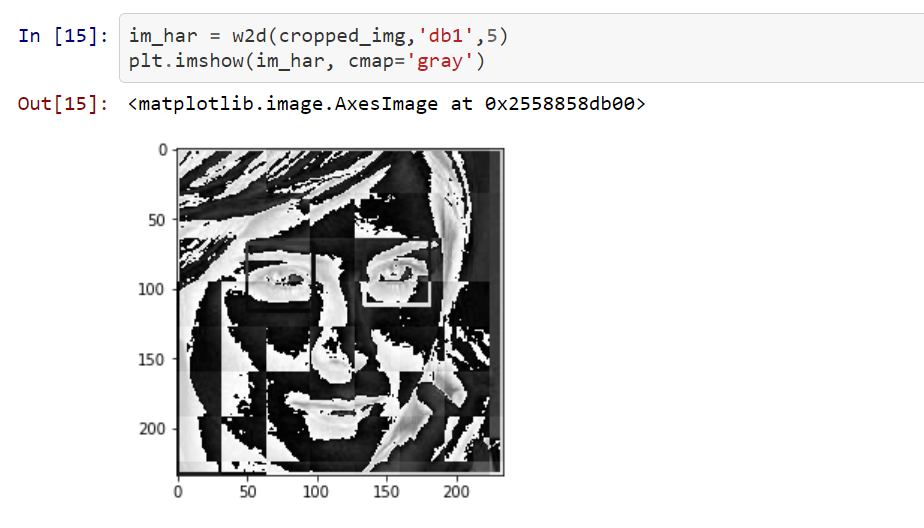 In [15]: im_har = w2d(cropped_img,'db1',5)
plt.imshow(im_har, cmap='gray')
Out[15]: <matplotlib.image.AxesImage at 0x2558858db00>
0
50
100
150
200
0 50 100 150 200